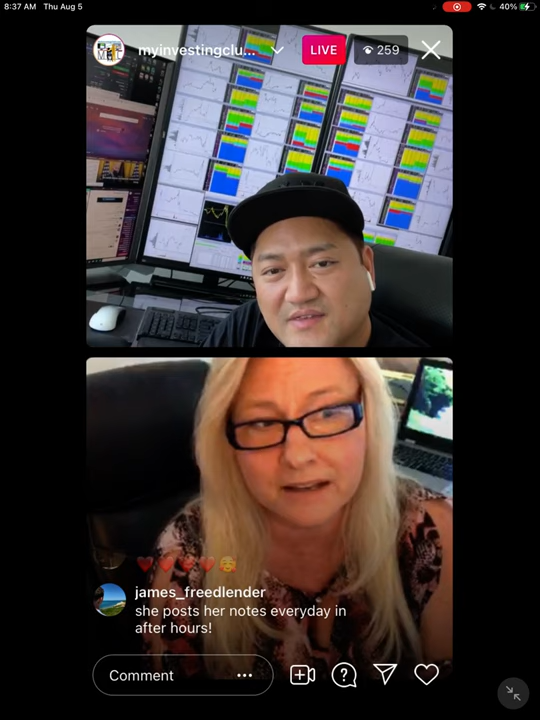 8:37 AM Thu Aug 5
40%
myinvestingclu...
LIVE
259
james_freedlender
she posts her notes everyday in
after hours!
Comment